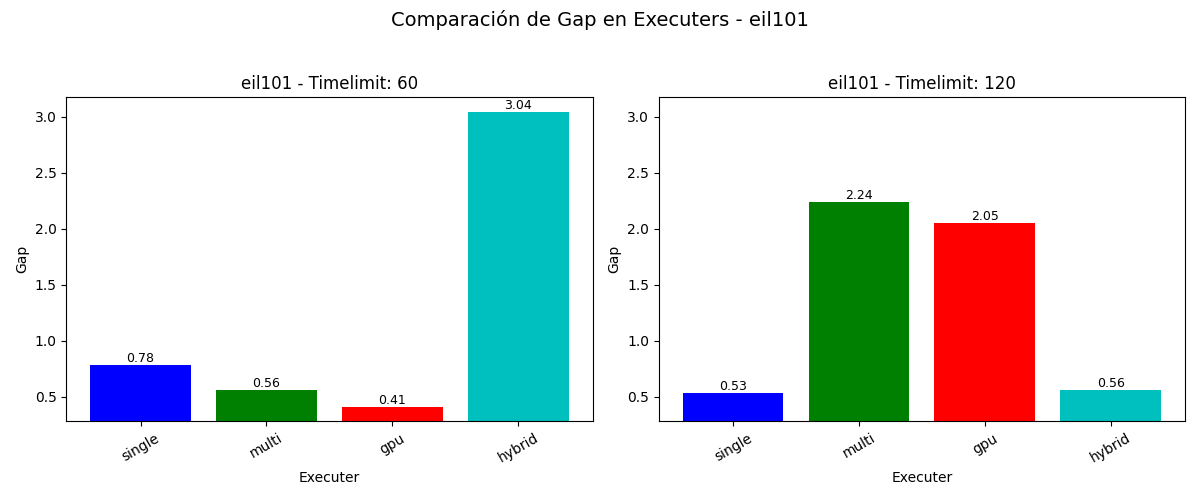 Comparación de Gap en Executers - eil101
eil101 - Timelimit: 60
Gap
3.0
2.5
2.0
1.5
1.0
0.5
0.78
0.56
0.41
3.04
single
multi
gpu
hybrid
Executer
eil101 - Timelimit: 120
Gap
3.0
2.5
2.0
1.5
1.0
0.5
0.53
2.24
2.05
0.56
single
multi
gpu
hybrid
Executer